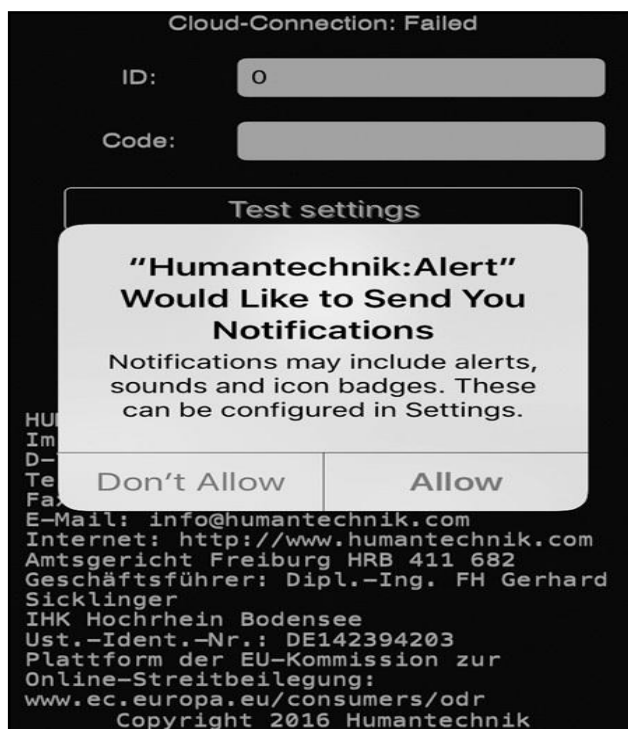 Cloud-Connection: Failed
ID: 0
Code:
Test settings
"Humantechnik:Alert"
Would Like to Send You
Notifications
Notifications may include alerts,
sounds and icon badges. These
can be configured in Settings.
Don't Allow Allow
E-Mail: info@humantechnik.com
Internet: http://www.humantechnik.com
Amtsgericht Freiburg HRB 411 682
Geschäftsführer: Dipl.-Ing. FH Gerhard
Sicklinger
IHK Hochrhein Bodensee
Ust.-Ident.-Nr.: DE142394203
Plattform der EU-Kommission zur
Online-Streitbeilegung:
www.ec.europa.eu/consumers/odr
Copyright 2016 Humantechnik